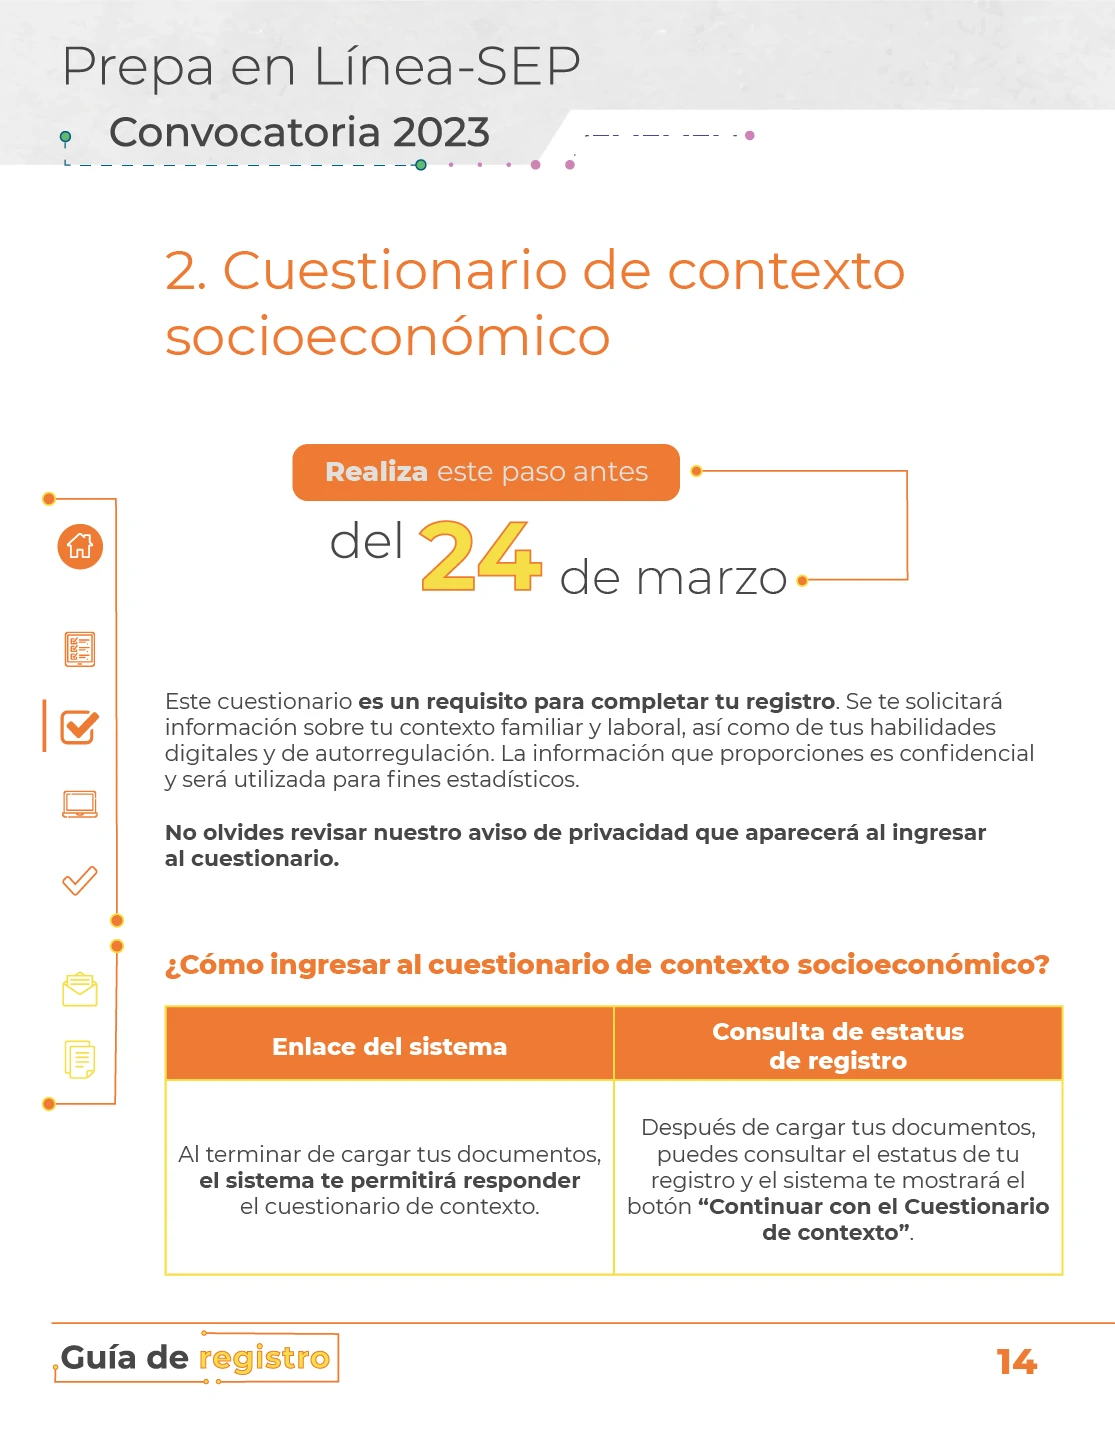 Prepa en Línea-SEP
Convocatoria 2023
2. Cuestionario de contexto
socioeconómico
Realiza este paso antes
del 24 de marzo
Este cuestionario es un requisito para completar tu registro. Se te solicitará
información sobre tu contexto familiar y laboral, así como de tus habilidades
digitales y de autorregulación. La información que proporciones es confidencial
y será utilizada para fines estadísticos.
No olvides revisar nuestro aviso de privacidad que aparecerá al ingresar
al cuestionario.
¿Cómo ingresar al cuestionario de contexto socioeconómico?
Enlace del sistema
Consulta de estatus
de registro
Al terminar de cargar tus documentos,
el sistema te permitirá responder
el cuestionario de contexto.
Después de cargar tus documentos,
puedes consultar el estatus de tu
registro y el sistema te mostrará el
botón “Continuar con el Cuestionario
de contexto”.
Guía de registro
14